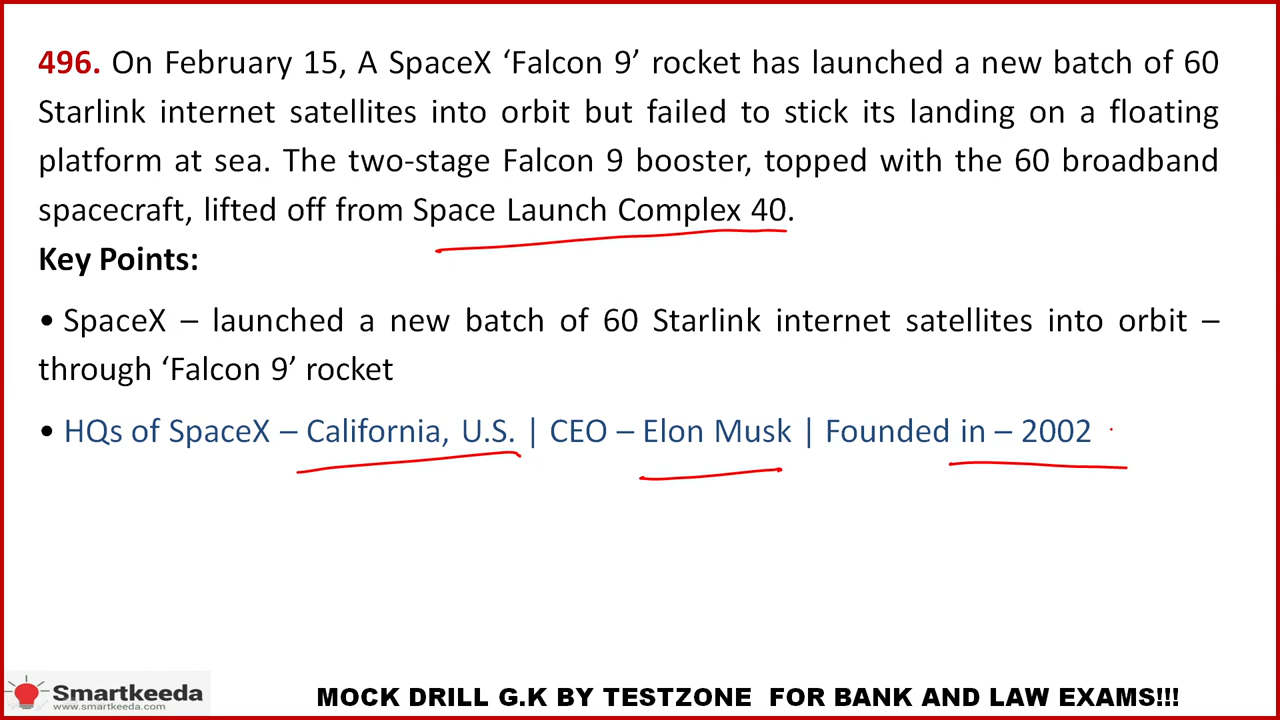 496. On February 15, A SpaceX ‘Falcon 9’ rocket has launched a new batch of 60
Starlink internet satellites into orbit but failed to stick its landing on a floating
platform at sea. The two-stage Falcon 9 booster, topped with the 60 broadband
spacecraft, lifted off from Space Launch Complex 40.
Key Points:
• SpaceX – launched a new batch of 60 Starlink internet satellites into orbit –
through ‘Falcon 9’ rocket
• HQs of SpaceX – California, U.S. | CEO – Elon Musk | Founded in – 2002
Smartkeeda
www.smartkeeda.com
MOCK DRILL G.K BY TESTZONE FOR BANK AND LAW EXAMS!!!